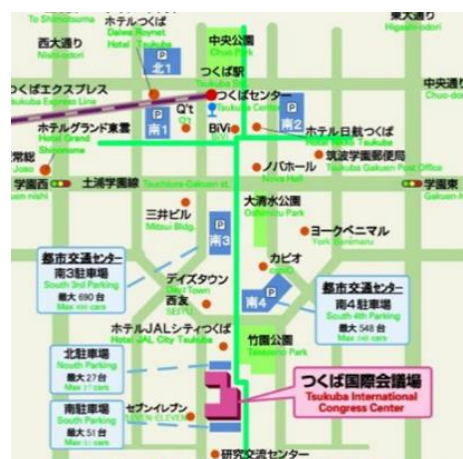 To Shimotsuma
To Tsuchiura
西大通り
Nishi-odori
ホテルつくば
Daiwa Roynet
Hotel Tsukuba
P
北1
中央公園
Chuo Park
東大通り
Higashi-odori
つくば駅
Tsukuba Sta.
中央通り
Chuo-do
つくばエクスプレス
Tsukuba Express Line
つくばセンター
Tsukuba Center
Q't
Q't
P
南1
BiVi
BiVi
P
南2
ホテル日航つくば
Hotel Nikko Tsukuba
ホテルグランド東雲
Hotel Grand
Shinonome
常総
Joso
ノバホール
Nova Hall
筑波学園郵便局
Tsukuba Gakuen Post Office
学園西
土浦学園線
Tsuchiura-Gakuen st.
学園東
Gakuen-h
三井ビル
Mitsui Bldg.
大清水公園
Oshimizu Park
ヨークベニマル
York Benimaru
P
南3
都市交通センター
南3駐車場
South 3rd Parking
最大 690 台
デイズタウン
Day Town
西友
SEIYU
カピオ
capio
P
南4
都市交通センター
南4駐車場
South 4th Parking
最大 548 台
ホテルJALシティつくば
Hotel JAL City Tsukuba
竹園公園
Takezono Park
北駐車場
Nouth Parking
最大 27 台
Max 27 cars
つくば国際会議場
Tsukuba International
Congress Center
南駐車場
South Parking
最大 51 台
Max 51 cars
セブンイレブン
研究交流センター